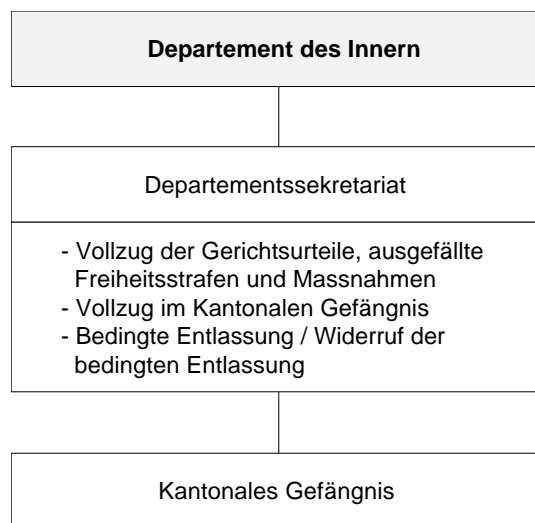 Departement des Innern
Departementssekretariat
- Vollzug der Gerichtsurteile, ausgefällte
Freiheitsstrafen und Massnahmen
- Vollzug im Kantonalen Gefängnis
- Bedingte Entlassung / Widerruf der
bedingten Entlassung
Kantonales Gefängnis